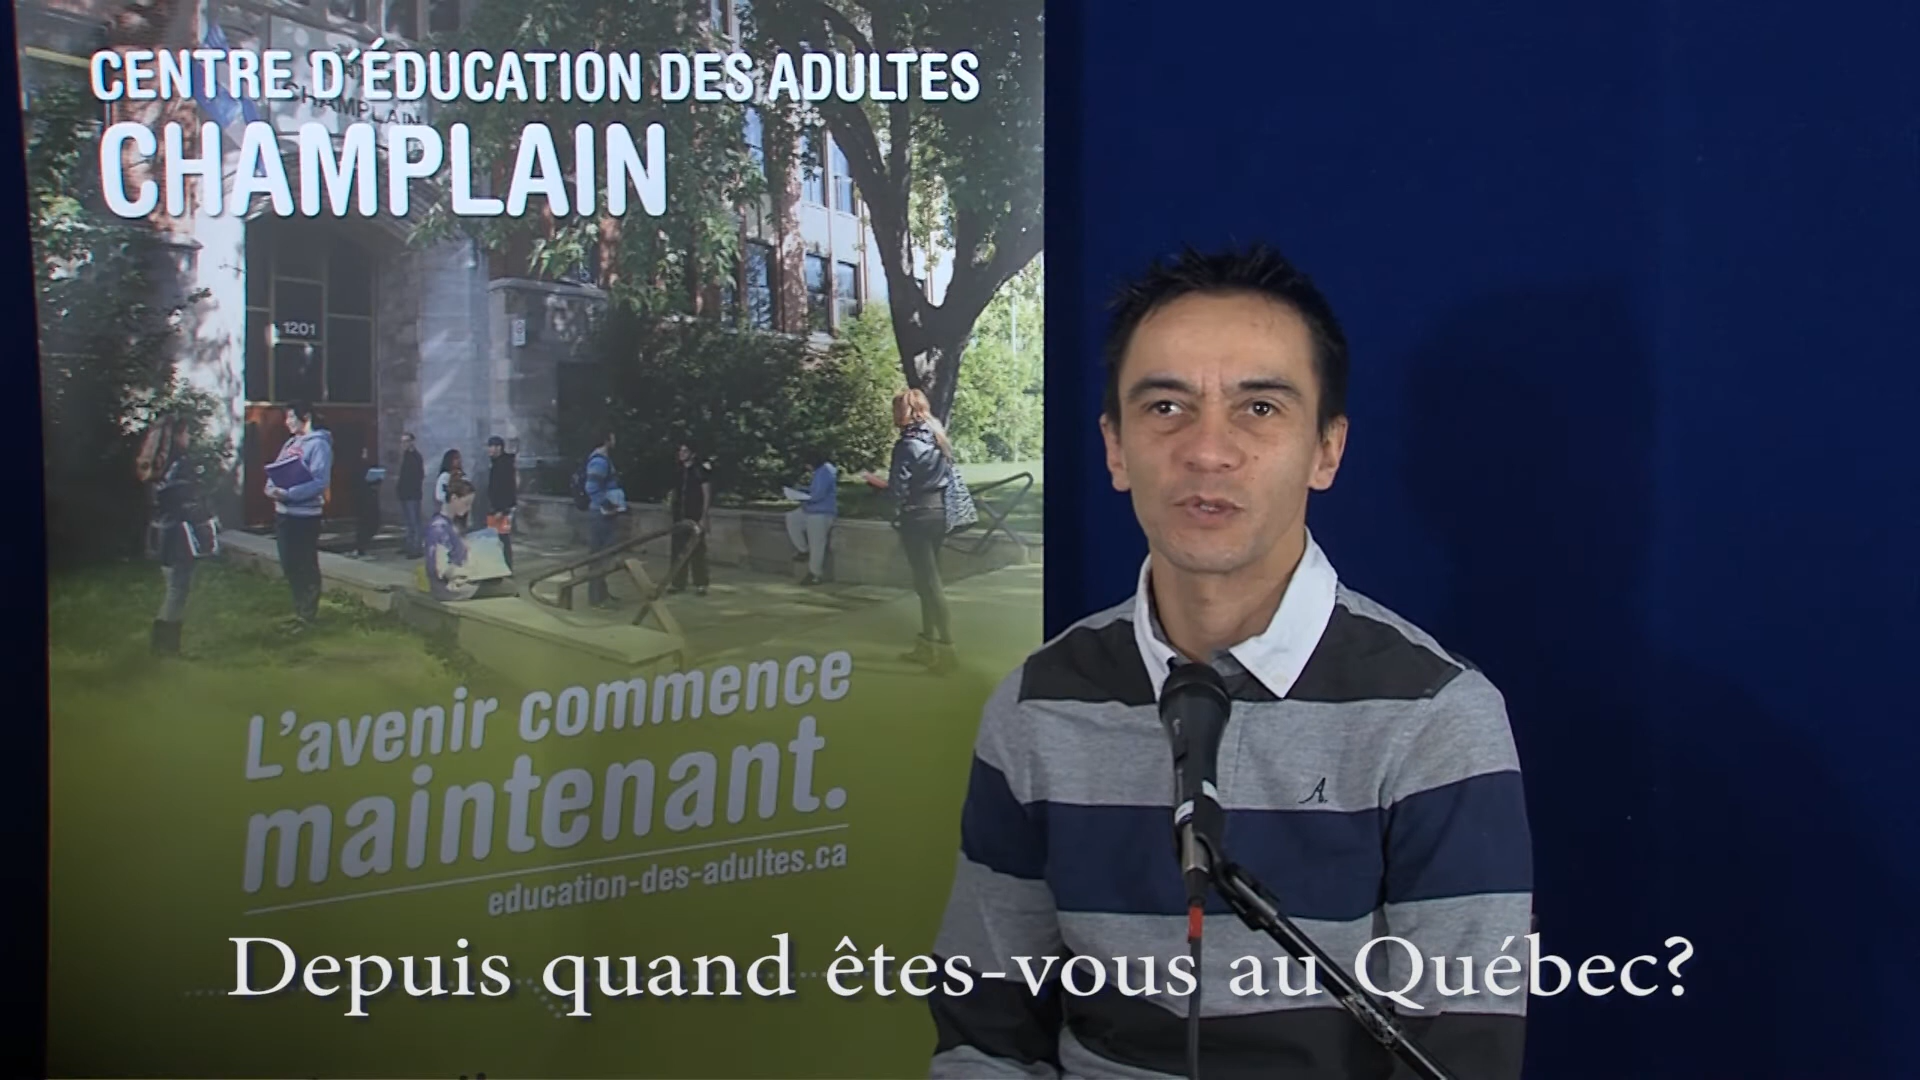 CENTRE D'ÉDUCATION DES ADULTES
CHAMPLAIN
CHAMPLAIN
1201
L'avenir commence
maintenant.
education-des-adultes.ca
A
Depuis quand êtes-vous au Québec?